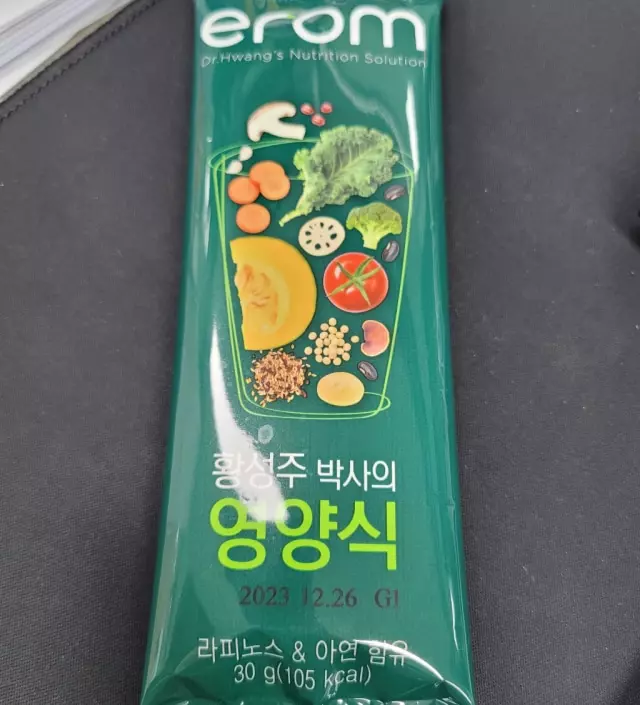 erom
Dr.Hwang's Nutrition Solution
황성주 박사의
영양식
2023 12.26 G1
라피노스 & 아연 함유
30 g(105 kcal)